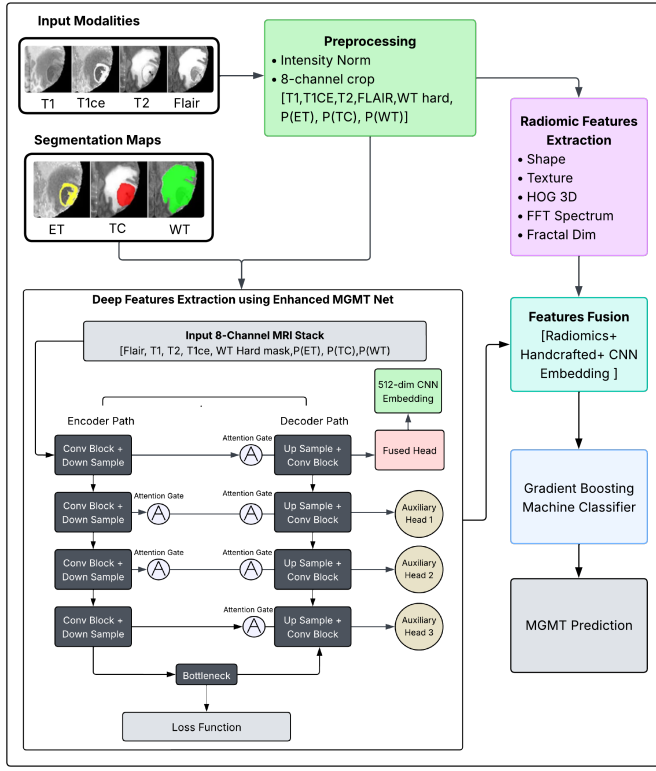 Input Modalities
T1
T1ce
T2
Flair
Segmentation Maps
ET
TC
WT
Preprocessing
• Intensity Norm
• 8-channel crop
[T1,T1CE,T2,FLAIR,WT hard,
P(ET), P(TC), P(WT)]
Radiomic Features
Extraction
• Shape
• Texture
• HOG 3D
• FFT Spectrum
• Fractal Dim
Deep Features Extraction using Enhanced MGMT Net
Input 8-Channel MRI Stack
[Flair, T1, T2, T1ce, WT Hard mask,P(ET), P(TC),P(WT)
512-dim CNN
Embedding
Encoder Path
Decoder Path
Conv Block +
Down Sample
Attention Gate
A
Up Sample +
Conv Block
Fused Head
Conv Block +
Down Sample
Attention Gate
A
Attention Gate
A
Up Sample +
Conv Block
Auxiliary
Head 1
Conv Block +
Down Sample
Attention Gate
A
Attention Gate
A
Up Sample +
Conv Block
Auxiliary
Head 2
Conv Block +
Down Sample
Attention Gate
A
Up Sample +
Conv Block
Auxiliary
Head 3
Bottleneck
Loss Function
Features Fusion
[Radiomics+
Handcrafted+ CNN
Embedding ]
Gradient Boosting
Machine Classifier
MGMT Prediction